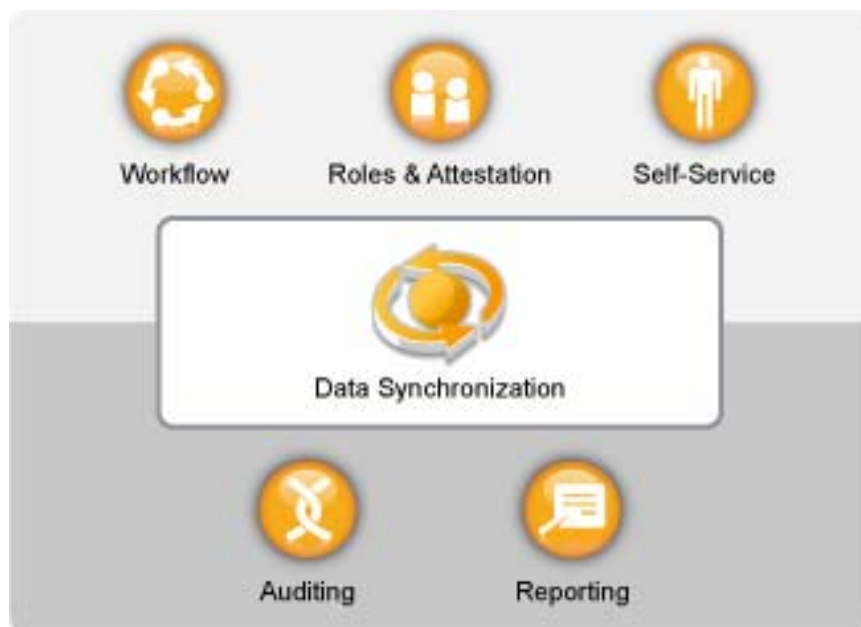 Workflow
Roles & Attestation
Self-Service
Data Synchronization
Auditing
Reporting